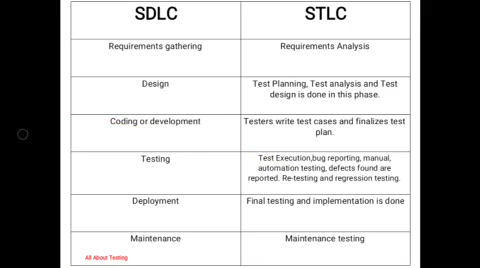 SDLC STLC
Requirements gathering Requirements Analysis
Design Test Planning, Test analysis and Test
design is done in this phase.
Coding or development Testers write test cases and finalizes test
plan.
Testing Test Execution,bug reporting, manual,
automation testing, defects found are
reported. Re-testing and regression testing.
Deployment Final testing and implementation is done
Maintenance Maintenance testing
All About Testing